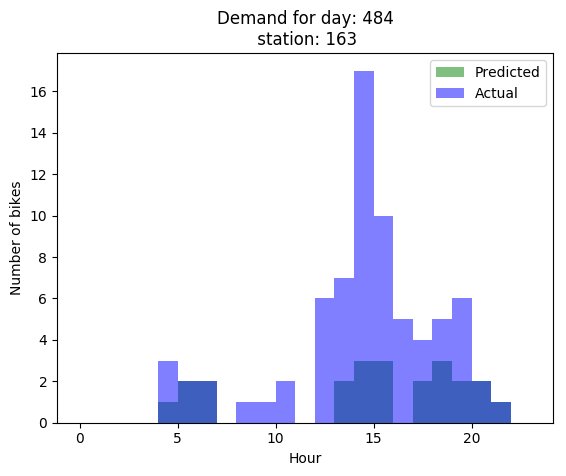 Demand for day: 484
station: 163
Predicted
Actual
Number of bikes
16
14
12
10
8
6
4
2
0
0 5 10 15 20
Hour